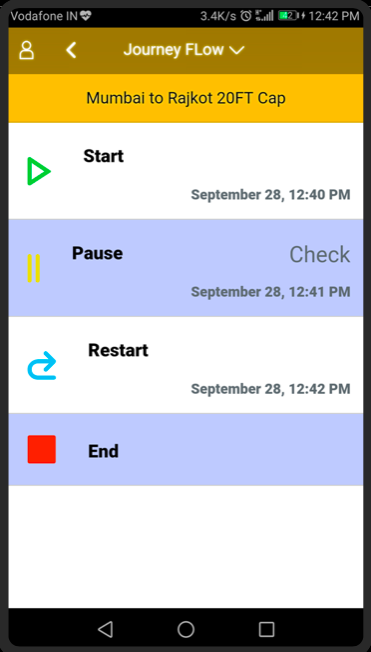 Vodafone IN 3.4K/s 12:42 PM
Journey FLow
Mumbai to Rajkot 20FT Cap
Start
September 28, 12:40 PM
Pause Check
September 28, 12:41 PM
Restart
September 28, 12:42 PM
End